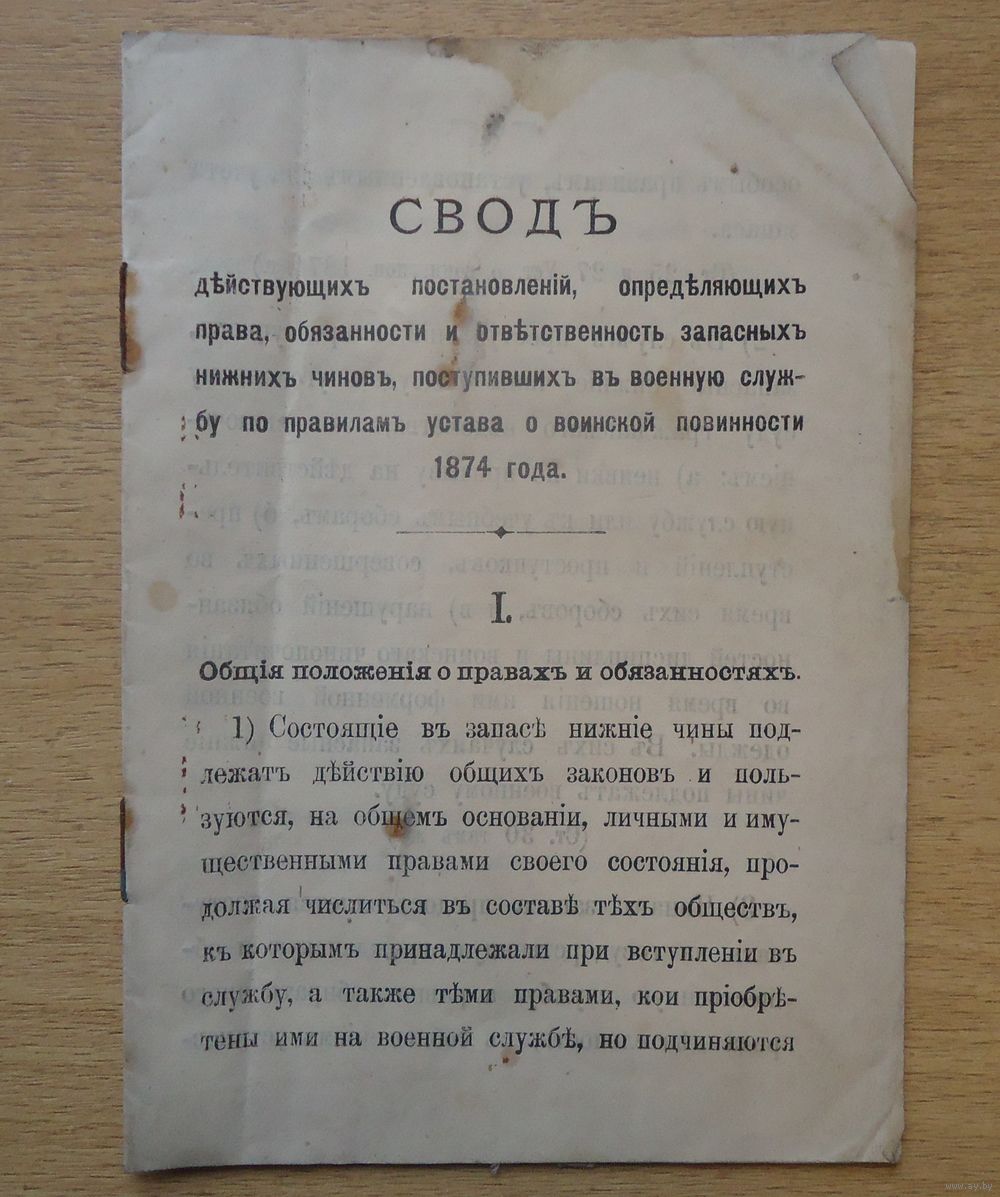 СВОДЪ
дѣйствующихъ постановленій, опредѣляющихъ
права, обязанности и отвѣтственность запасныхъ
нижнихъ чиновъ, поступившихъ въ военную служ-
бу по правиламъ устава о воинской повинности
1874 года.
I.
Общія положенія о правахъ и обязанностяхъ.
1) Состоящіе въ запасѣ нижніе чины под-
лежатъ дѣйствію общихъ законовъ и поль-
зуются, на общемъ основаніи, личными и иму-
щественными правами своего состоянія, про-
должая числиться въ составѣ тѣхъ обществъ,
къ которымъ принадлежали при вступленіи въ
службу, а также тѣми правами, кои пріобрѣ-
тены ими на военной службѣ, но подчиняются
www.ay.by